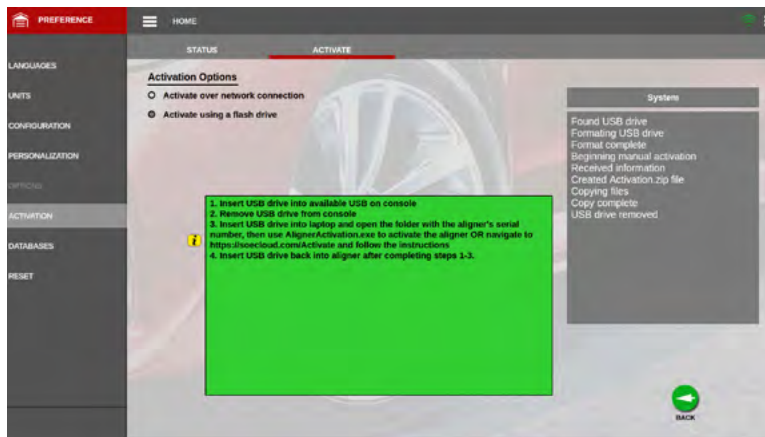 PREFERENCE
HOME
STATUS
ACTIVATE
LANGUAGES
UNITS
CONFIGURATION
PERSONALIZATION
OPTIONS
ACTIVATION
DATABASES
RESET
Activation Options
Activate over network connection
Activate using a flash drive
1. Insert USB drive into available USB on console
2. Remove USB drive from console
3. Insert USB drive into laptop and open the folder with the aligner's serial
number, then use AlignerActivation.exe to activate the aligner OR navigate to
https://soecloud.com/Activate and follow the instructions
4. Insert USB drive back into aligner after completing steps 1-3.
System
Found USB drive
Formating USB drive
Format complete
Beginning manual activation
Received information
Created Activation.zip file
Copying files
Copy complete
USB drive removed
BACK